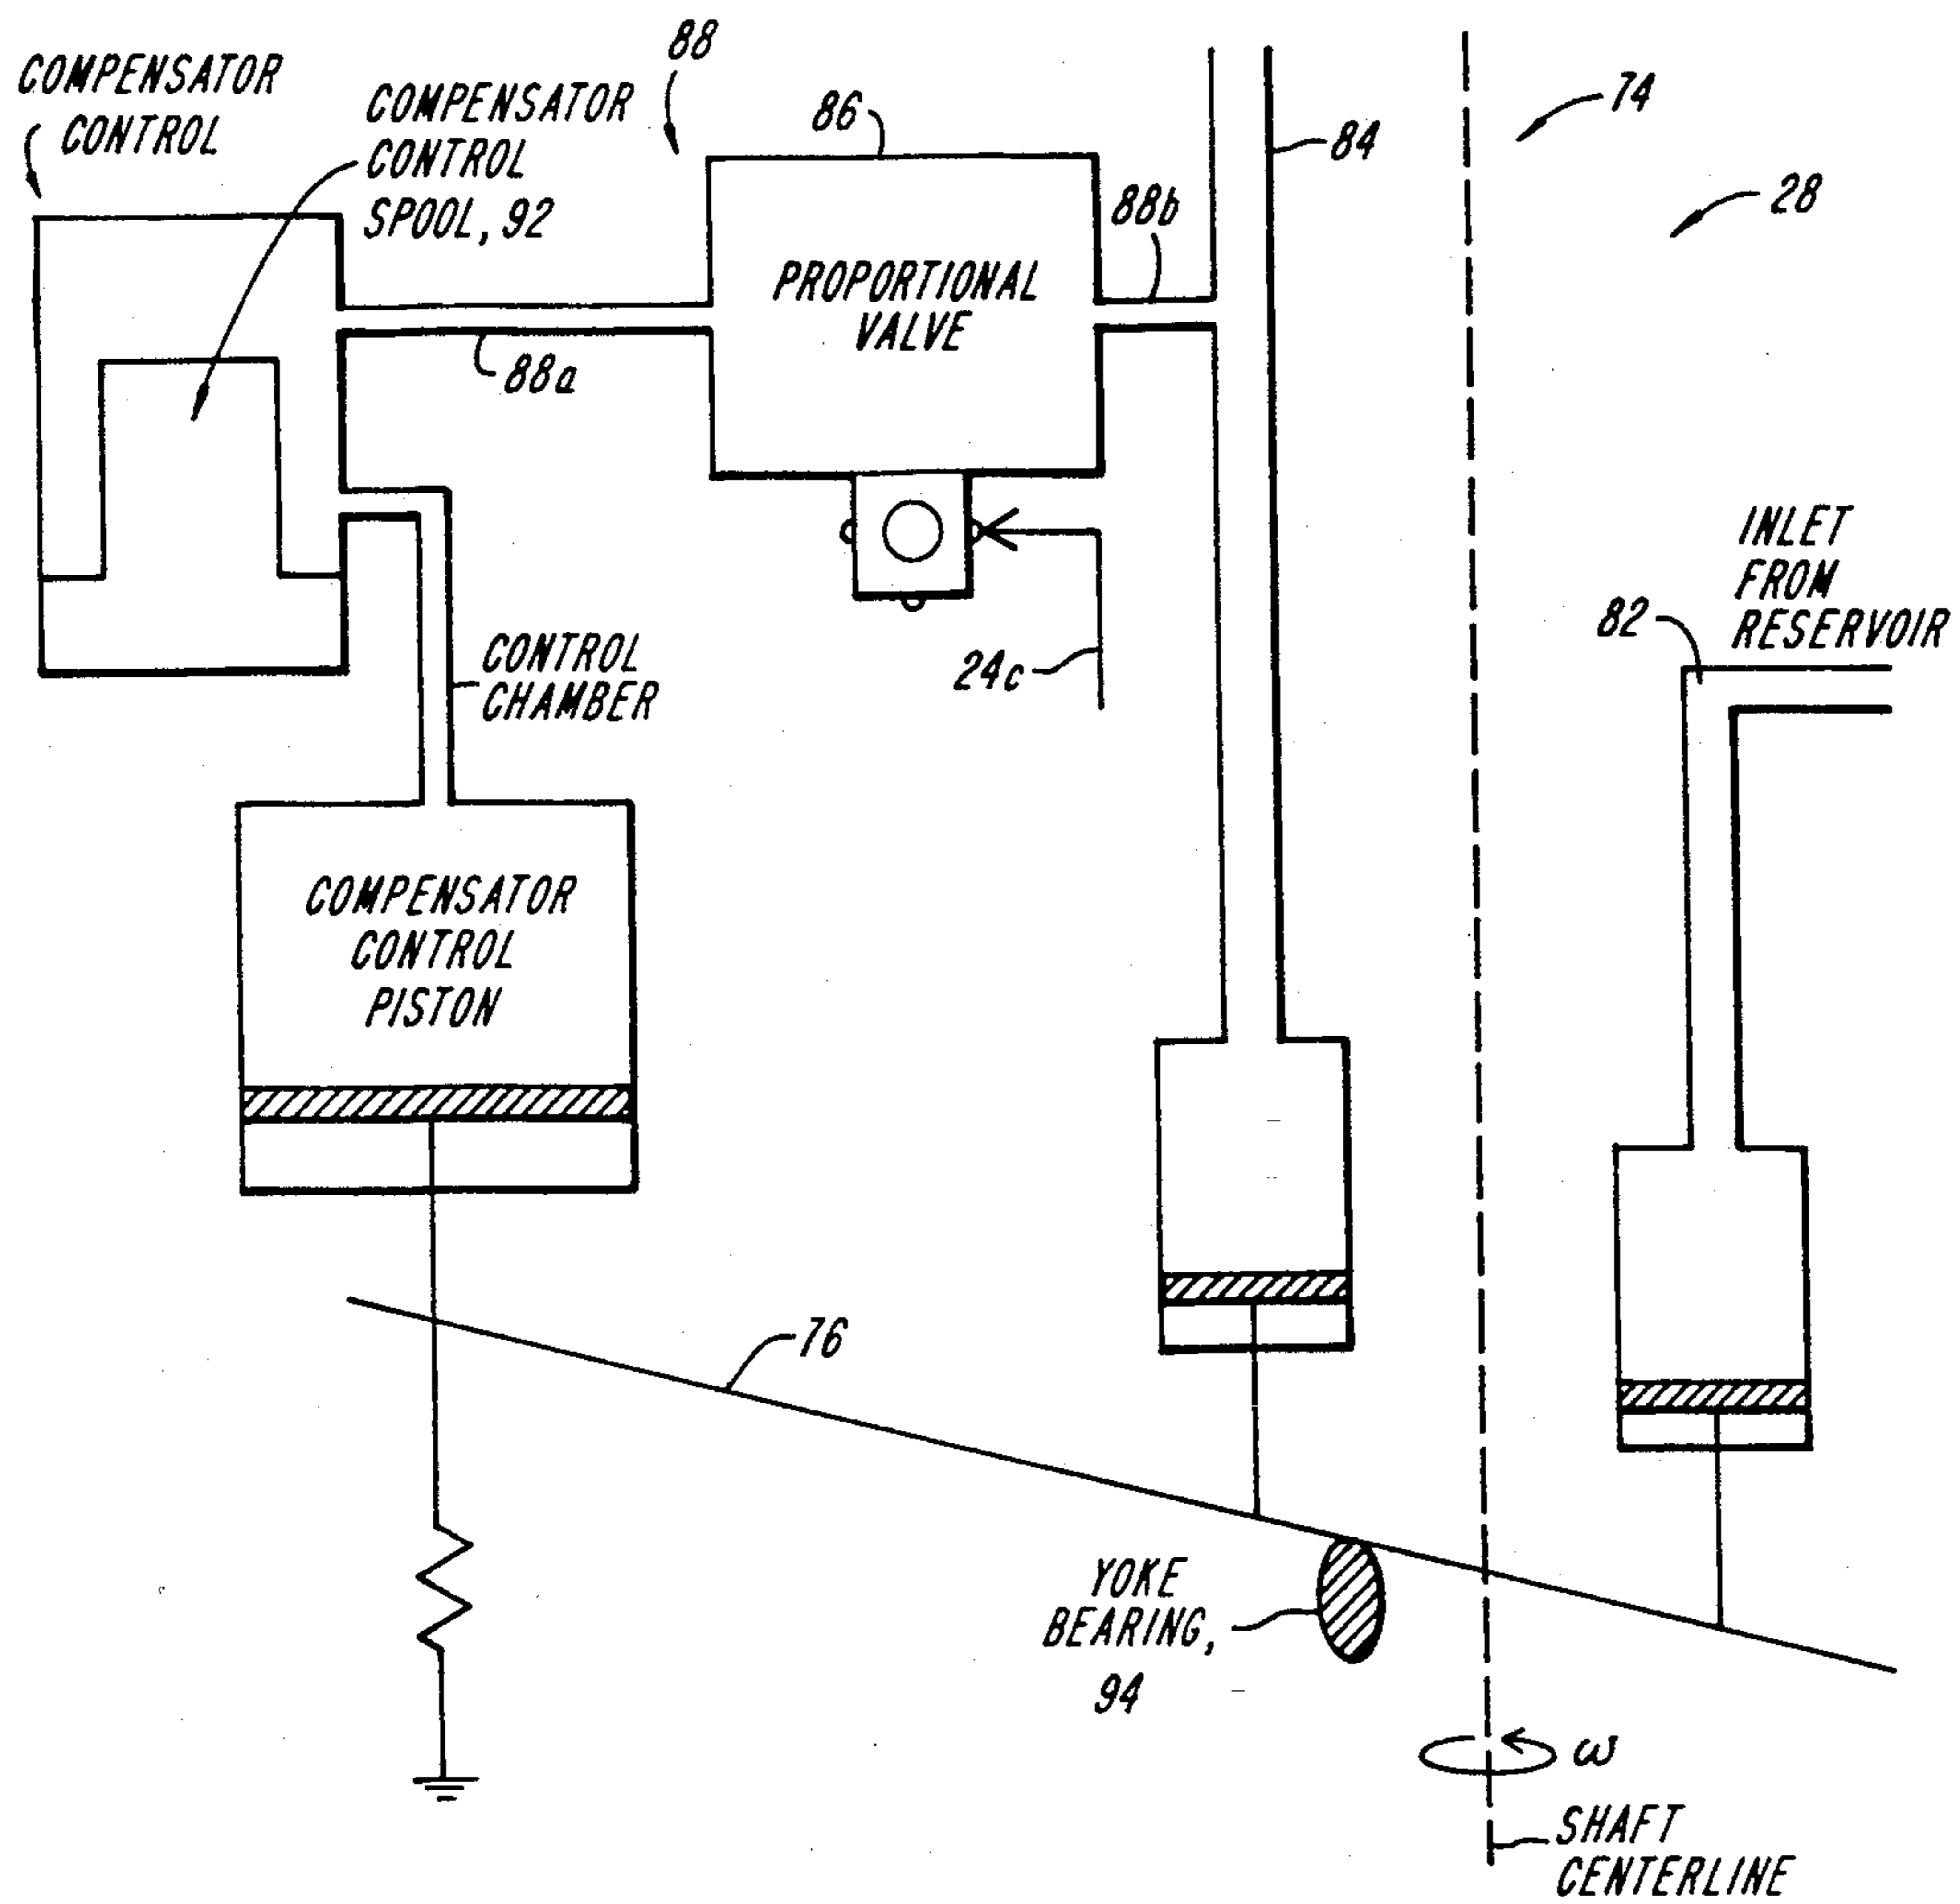 COMPENSATOR
CONTROL
COMPENSATOR
CONTROL
SPOOL, 92
88
86
PROPORTIONAL
VALVE
88a
88b
84
74
28
24c
INLET
FROM
RESERVOIR
82
CONTROL
CHAMBER
COMPENSATOR
CONTROL
PISTON
76
YOKE
BEARING,
94
ω
SHAFT
CENTERLINE